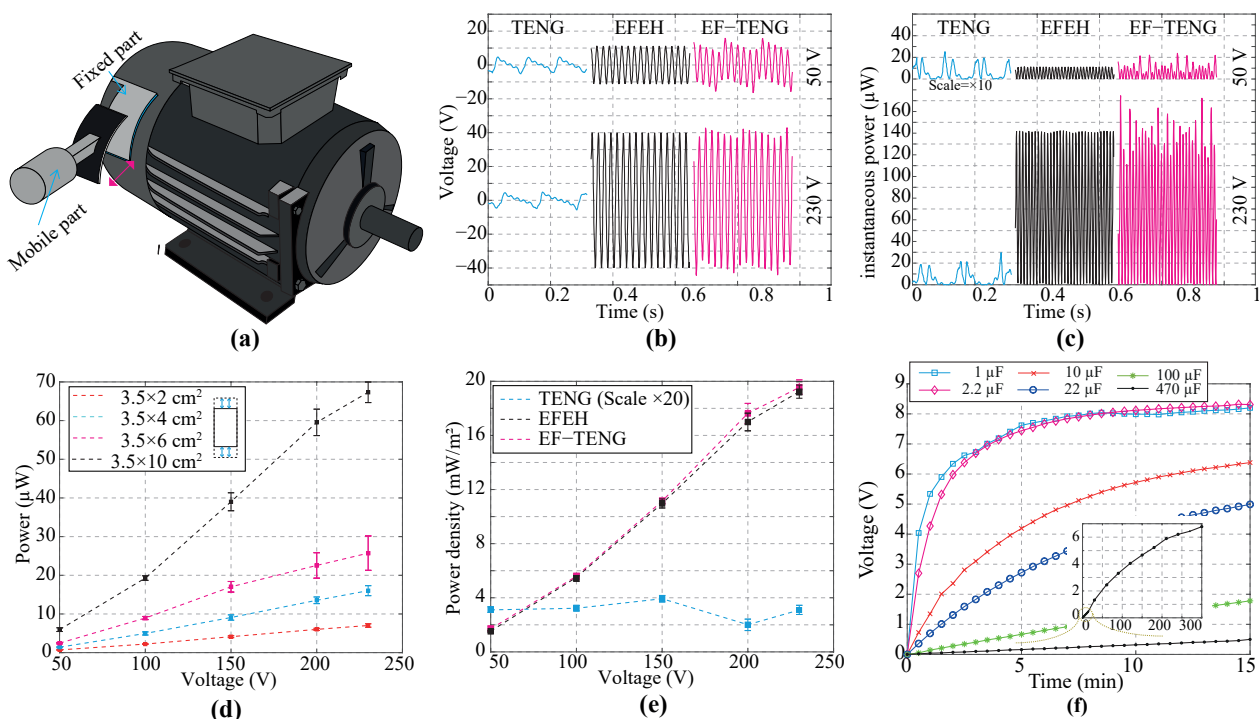 Fixed part
Mobile part
(a)
TENG EFEH EF−TENG
Voltage (V)
20
0
−20
40
20
0
−20
−40
50 V
230 V
0 0.2 0.4 0.6 0.8 1
Time (s)
(b)
TENG EFEH EF−TENG
Scale=×10
instantaneous power (µW)
40
20
0
160
140
120
100
80
60
40
20
0
50 V
230 V
0 0.2 0.4 0.6 0.8 1
Time (s)
(c)
3.5×2 cm²
3.5×4 cm²
3.5×6 cm²
3.5×10 cm²
Power (µW)
70
60
50
40
30
20
10
0
50 100 150 200 250
Voltage (V)
(d)
TENG (Scale ×20)
EFEH
EF−TENG
Power density (mW/m²)
20
16
12
8
4
0
50 100 150 200 250
Voltage (V)
(e)
1 µF 10 µF 100 µF
2.2 µF 22 µF 470 µF
Voltage (V)
9
8
7
6
5
4
3
2
1
0
6
4
2
0
0 100 200 300
0 5 10 15
Time (min)
(f)